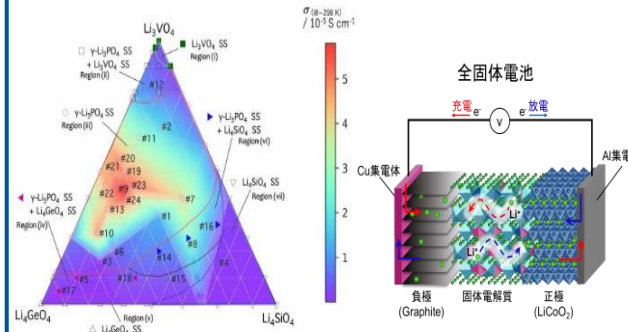 σ(@~298 K)
/ 10⁻⁵ S cm⁻¹
Li₃VO₄
γ-Li₃PO₄ SS
+ Li₃VO₄ SS
Region (ii)
Li₃VO₄ SS
Region (i)
#12
γ-Li₃PO₄ SS
Region (iii)
#2
#11
γ-Li₃PO₄ SS
+ Li₄SiO₄ SS
Region (vi)
#20
#21
#19
#22
#9
#23
#24
#7
#13
Li₄SiO₄ SS
Region (vii)
γ-Li₃PO₄ SS
+ Li₄GeO₄ SS
Region (iv)
#1
#16
#10
#8
#6
#14
#3
#4
#5
#18
#15
#17
Li₄GeO₄
Region (v)
Li₄GeO₄ SS
Li₄SiO₄
5
4
3
2
1
0
全固体電池
充電
e⁻
V
e⁻
放電
Cu集電体
Al集電
Li⁺
Li⁺
負極
(Graphite)
固体電解質
正極
(LiCoO₂)